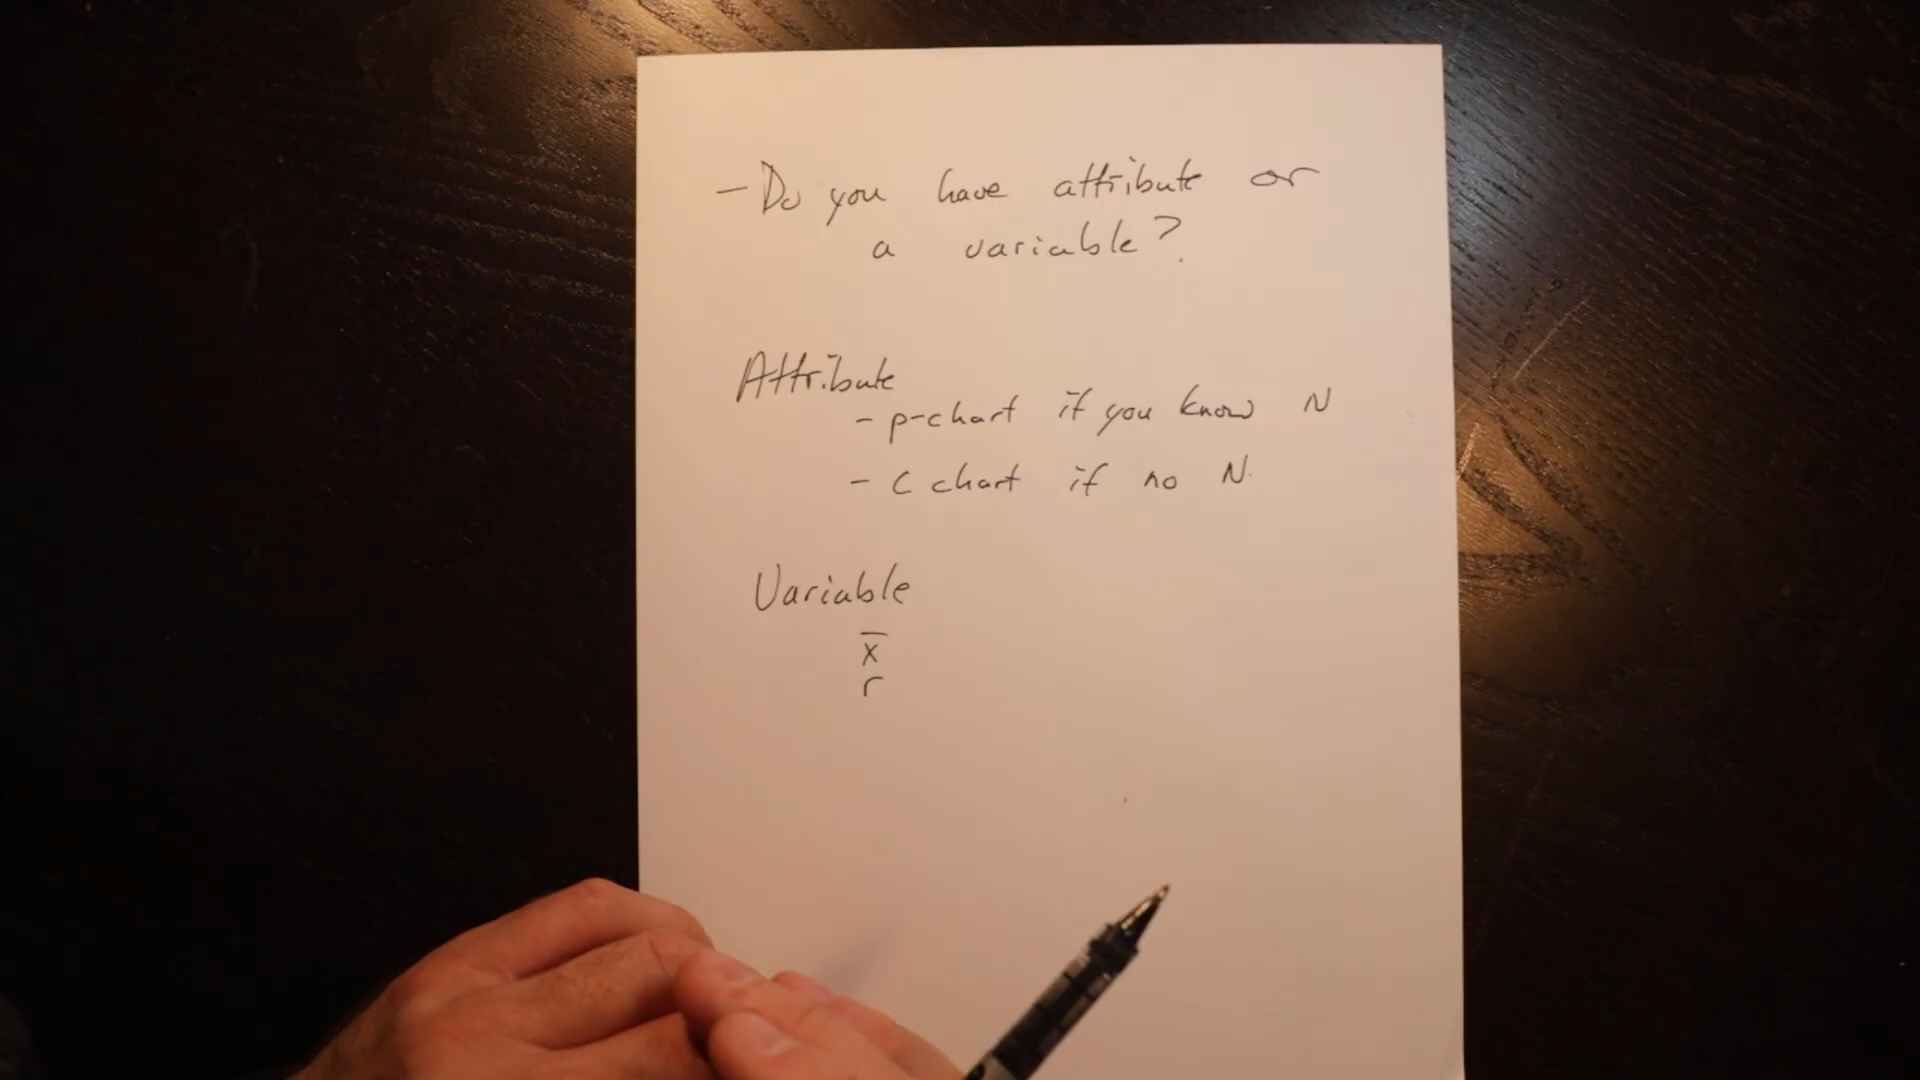 - Do you have attribute or
a variable?
Attribute
- p-chart if you know N
- C chart if no N.
Variable
x̅
r